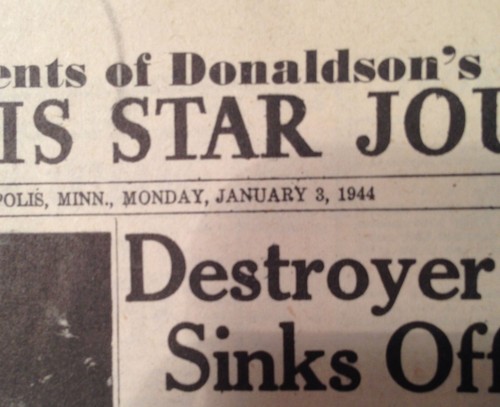 ents of Donaldson's
IS STAR JOU
POLIS, MINN., MONDAY, JANUARY 3, 1944
Destroyer
Sinks Off